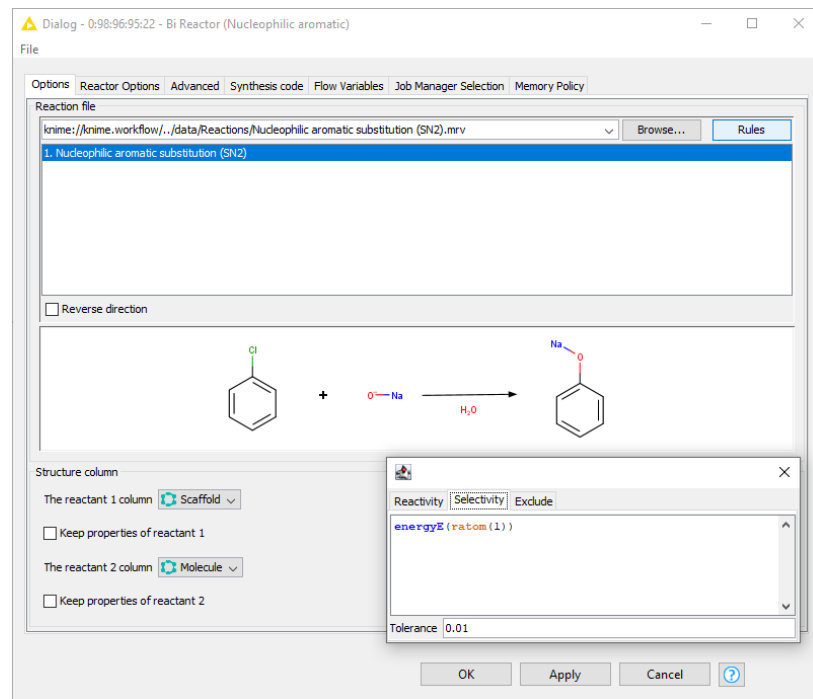 Dialog - 0:98:96:95:22 - Bi Reactor (Nucleophilic aromatic)
File
Options Reactor Options Advanced Synthesis code Flow Variables Job Manager Selection Memory Policy
Reaction file
knime://knime.workflow/../data/Reactions/Nucleophilic aromatic substitution (SN2).mrv Browse... Rules
1. Nucleophilic aromatic substitution (SN2)
Reverse direction
Cl
+
O⁻ Na
H₂O
Na
O
Structure column
The reactant 1 column Scaffold
Keep properties of reactant 1
The reactant 2 column Molecule
Keep properties of reactant 2
Reactivity Selectivity Exclude
energyE(ratom(1))
Tolerance 0.01
OK Apply Cancel ?